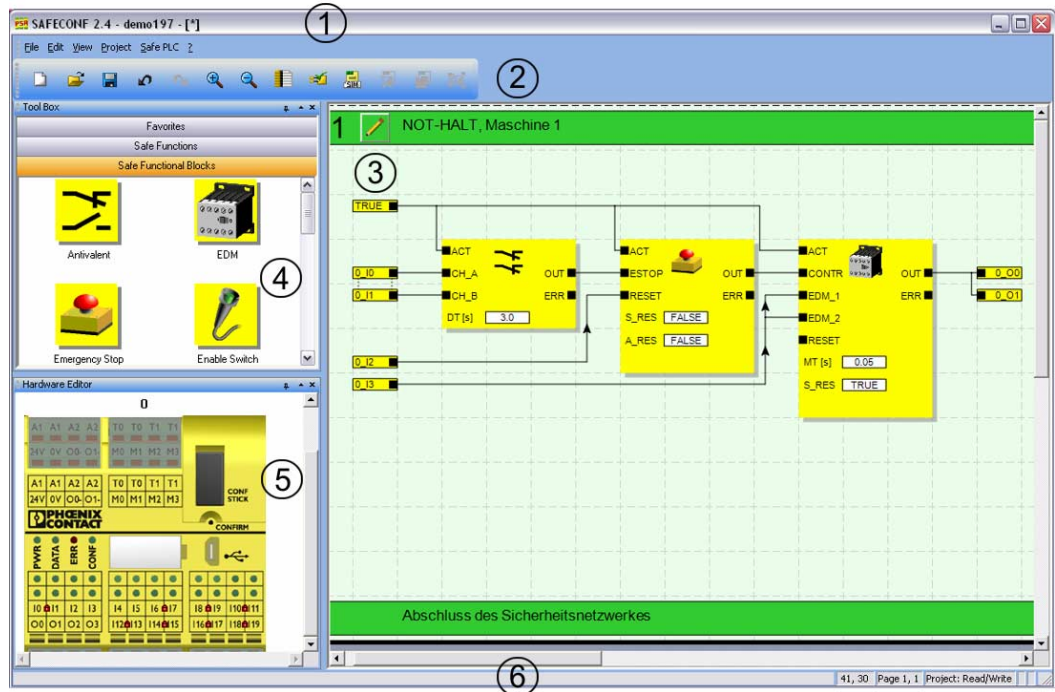 PSR SAFECONF 2.4 - demo197 - [*]
1
File Edit View Project Safe PLC ?
SIM
2
Tool Box
Favorites
Safe Functions
Safe Functional Blocks
Antivalent EDM
4
Emergency Stop Enable Switch
Hardware Editor
0
A1 A1 A2 A2 T0 T0 T1 T1
24V 0V O0- O1- M0 M1 M2 M3
A1 A1 A2 A2 T0 T0 T1 T1
24V 0V O0- O1- M0 M1 M2 M3
CONF STICK
5
PHŒNIX CONTACT
CONFIRM
PWR DATA ERR CONF
I0 I1 I2 I3 I4 I5 I6 I7 I8 I9 I10 I11
O0 O1 O2 O3 I12 I13 I14 I15 I16 I17 I18 I19
1 NOT-HALT, Maschine 1
3
TRUE
0_I0
0_I1
0_I2
0_I3
ACT
CH_A OUT
CH_B ERR
DT [s] 3.0
ACT
ESTOP OUT
RESET ERR
S_RES FALSE
A_RES FALSE
ACT
CONTR OUT
EDM_1 ERR
EDM_2
RESET
MT [s] 0.05
S_RES TRUE
0_O0
0_O1
Abschluss des Sicherheitsnetzwerkes
6
41, 30 Page 1, 1 Project: Read/Write